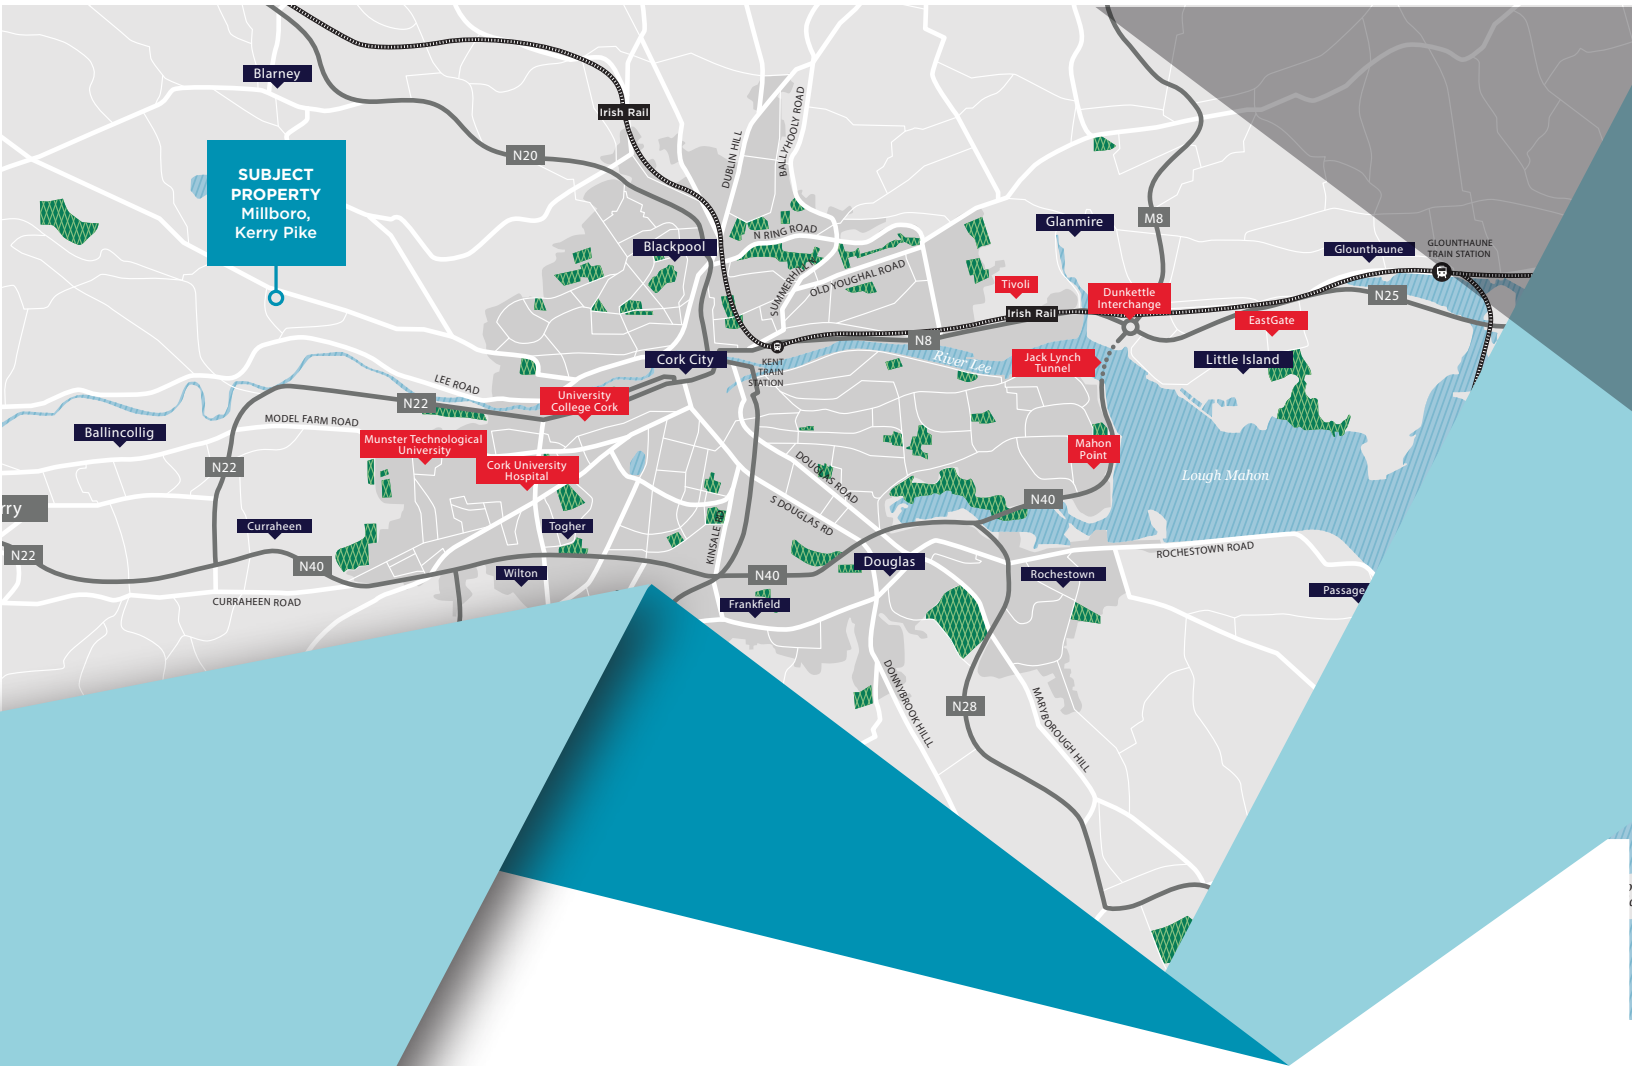 Blarney
Irish Rail
N20
SUBJECT
PROPERTY
Millboro,
Kerry Pike
DUBLIN HILL
BALLYHOOLY ROAD
M8
Glanmire
Blackpool
N RING ROAD
Glounthaune
GLOUNTHAUNE
TRAIN STATION
SUMMERHILL N
OLD YOUGHAL ROAD
Tivoli
Dunkettle
Interchange
N25
Irish Rail
EastGate
N8
River Lee
Cork City
KENT
TRAIN
STATION
Jack Lynch
Tunnel
Little Island
LEE ROAD
N22
University
College Cork
MODEL FARM ROAD
Ballincollig
Munster Technological
University
Cork University
Hospital
Mahon
Point
N22
DOUGLAS ROAD
Lough Mahon
S DOUGLAS RD
N40
rry
Curraheen
Togher
KINSALE
N22
N40
Wilton
N40
Douglas
ROCHESTOWN ROAD
Rochestown
Passage
CURRAHEEN ROAD
Frankfield
DONNYBROOK HILLL
N28
MARYBOROUGH HILL